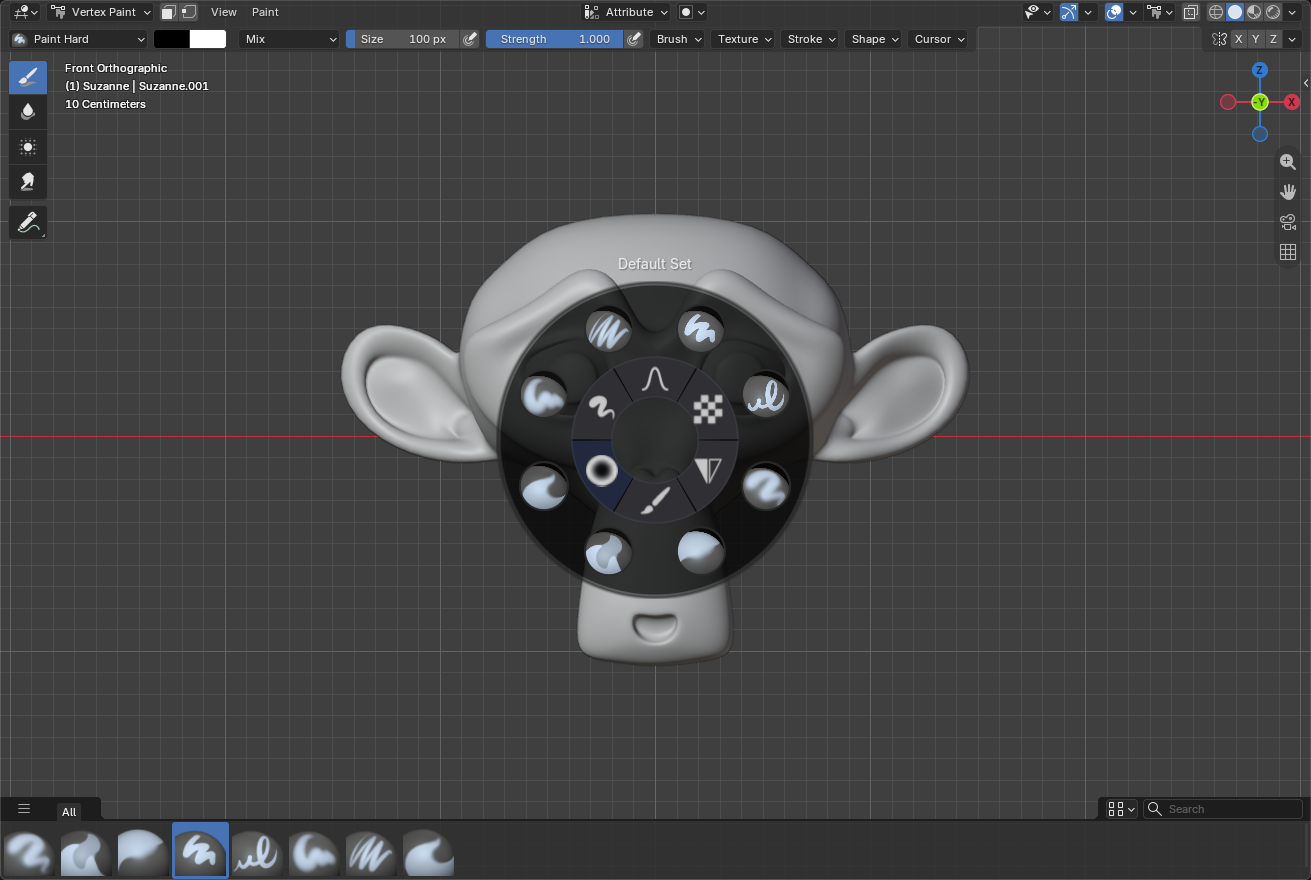 Vertex Paint View Paint Attribute
Paint Hard Mix Size 100 px Strength 1.000 Brush Texture Stroke Shape Cursor X Y Z
Front Orthographic
(1) Suzanne | Suzanne.001
10 Centimeters
Z
-Y X
Default Set
All Search